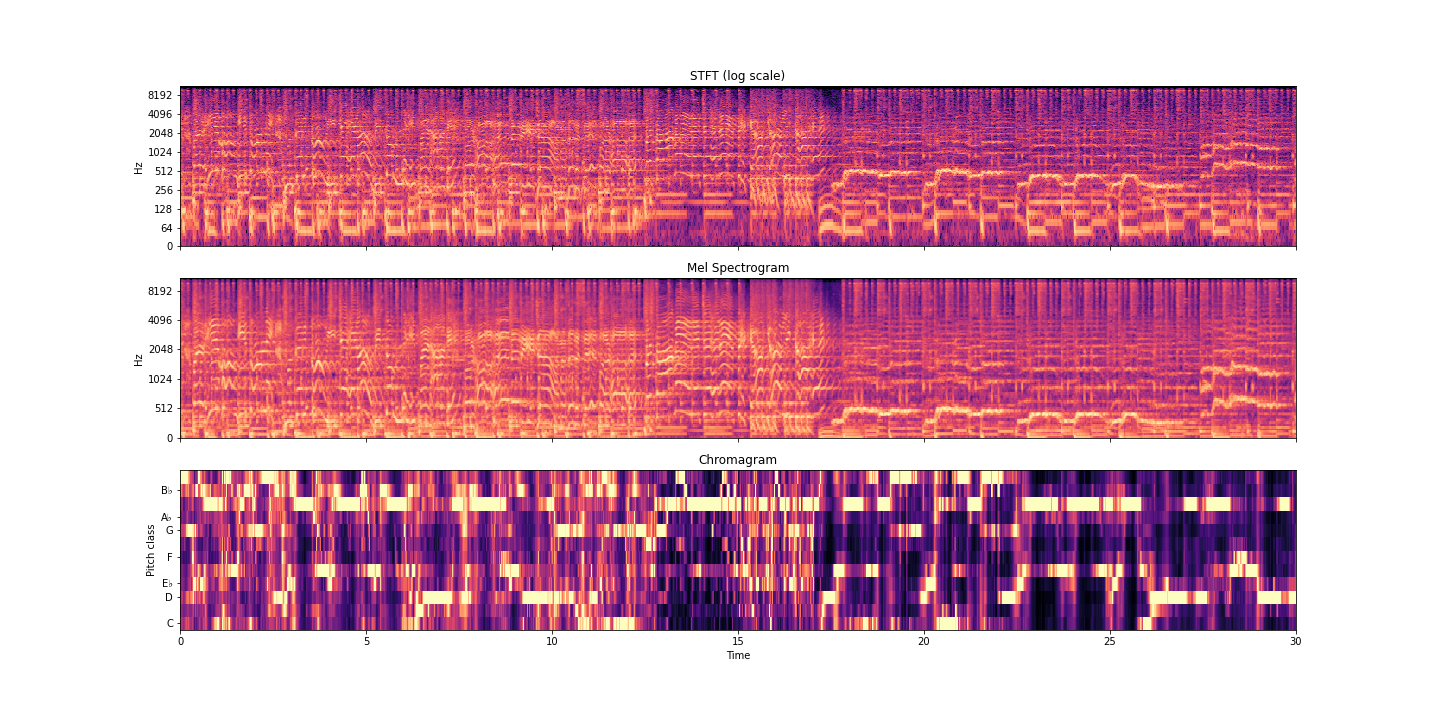 STFT (log scale)
8192
4096
2048
1024
512
256
128
64
0
Hz
Mel Spectrogram
8192
4096
2048
1024
512
0
Hz
Chromagram
B♭
A♭
G
F
E♭
D
C
Pitch class
0 5 10 15 20 25 30
Time